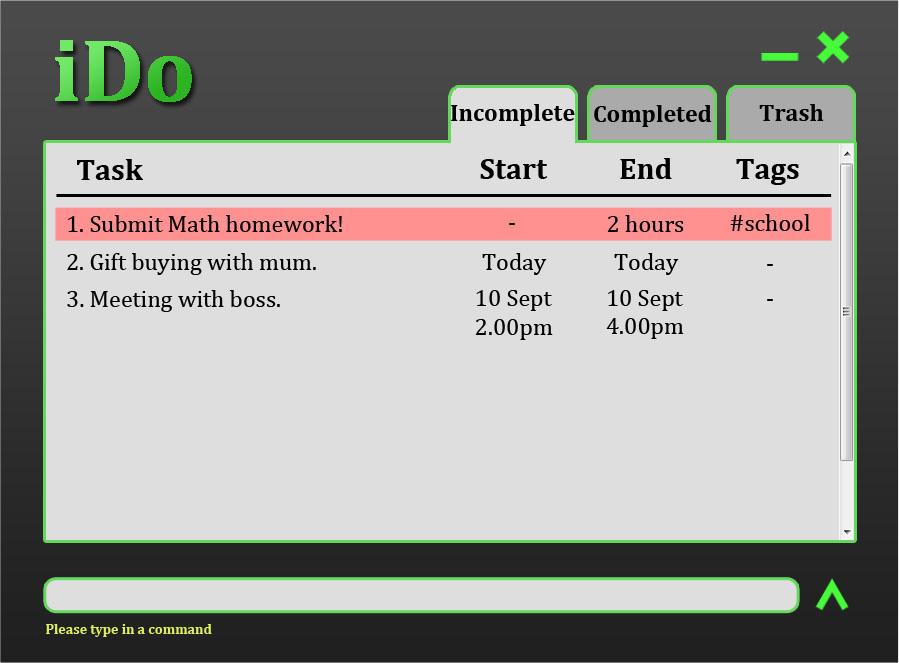 iDo
Incomplete Completed Trash
Task Start End Tags
1. Submit Math homework! - 2 hours #school
2. Gift buying with mum. Today Today -
3. Meeting with boss. 10 Sept 10 Sept -
2.00pm 4.00pm
Please type in a command